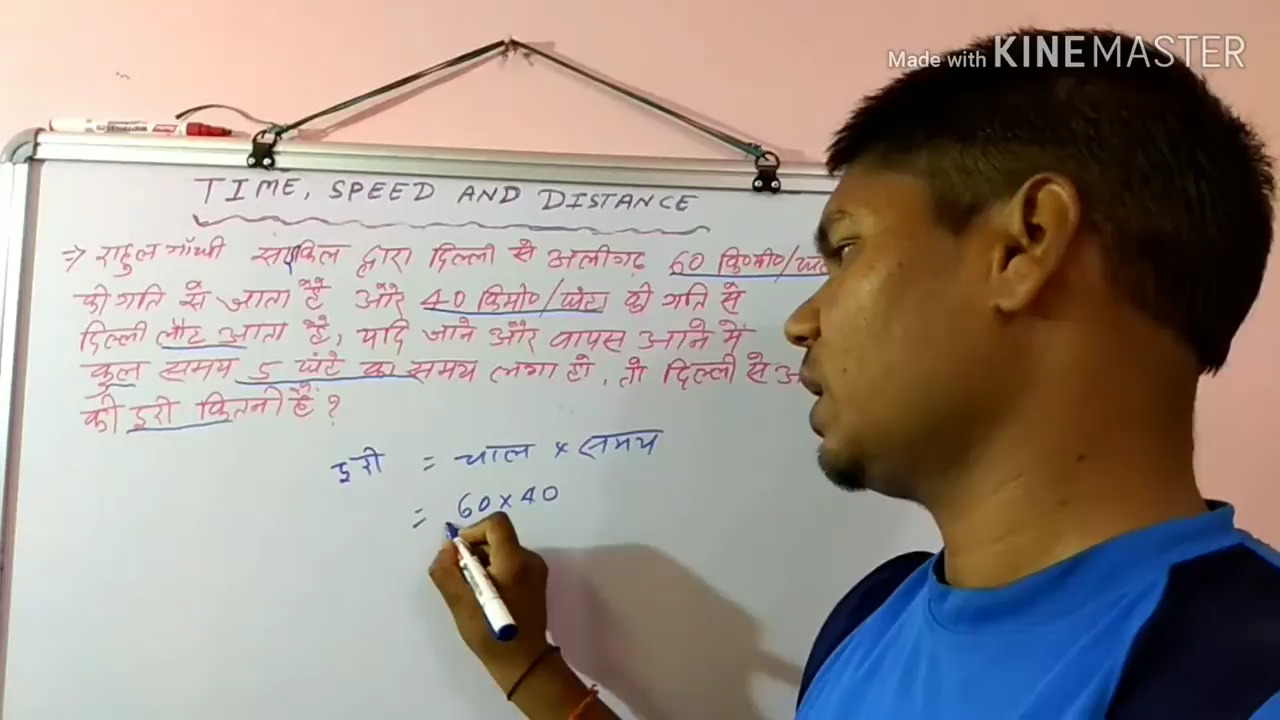 Made with KINEMASTER
TIME, SPEED AND DISTANCE
⇒ राहुल गाँधी द्वारा दिल्ली से अलीगढ़ 60 कि०मी०/घंटा
की गति से जाता है और 40 किमी०/घंटा की गति से
दिल्ली लौट आता है, यदि जाने और वापस आने में
कुल समय 5 घंटे का समय लगा हो, तो दिल्ली से अ
की दुरी कितनी हैं ?
दुरी = चाल × समय
= 60 × 40